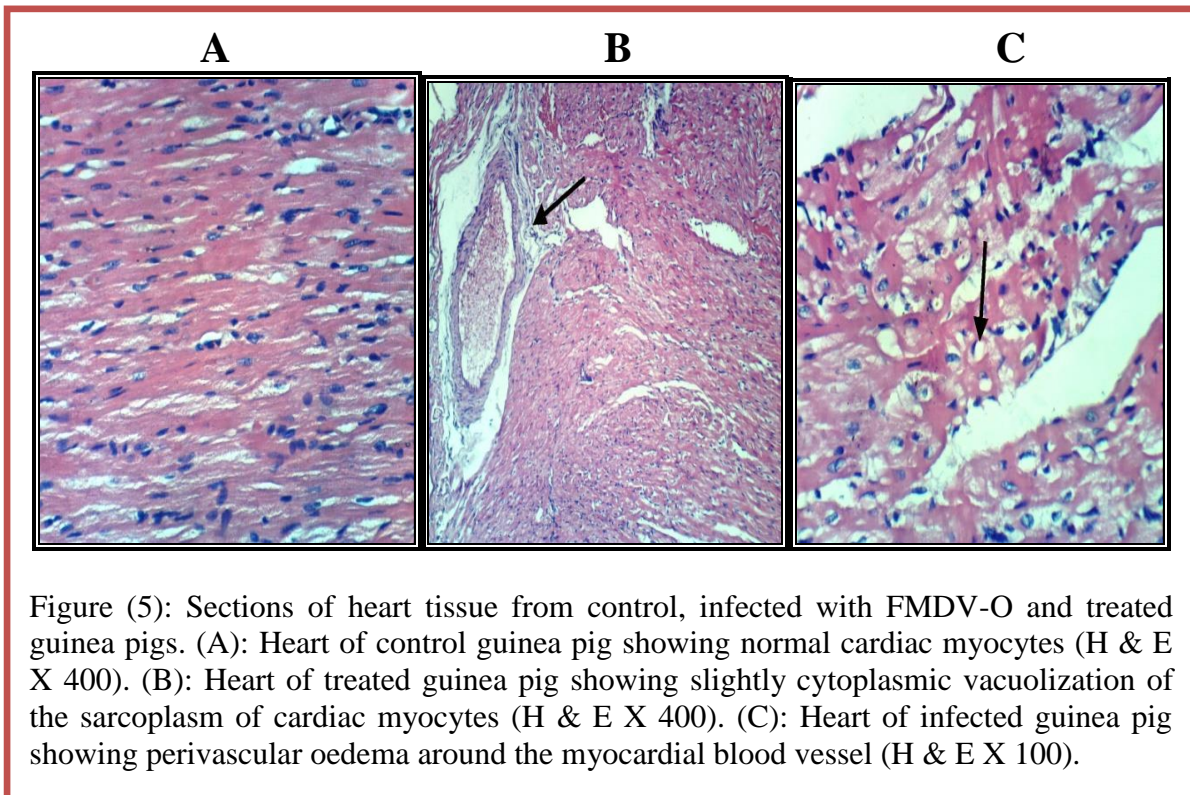 A B C
Figure (5): Sections of heart tissue from control, infected with FMDV-O and treated
guinea pigs. (A): Heart of control guinea pig showing normal cardiac myocytes (H & E
X 400). (B): Heart of treated guinea pig showing slightly cytoplasmic vacuolization of
the sarcoplasm of cardiac myocytes (H & E X 400). (C): Heart of infected guinea pig
showing perivascular oedema around the myocardial blood vessel (H & E X 100).